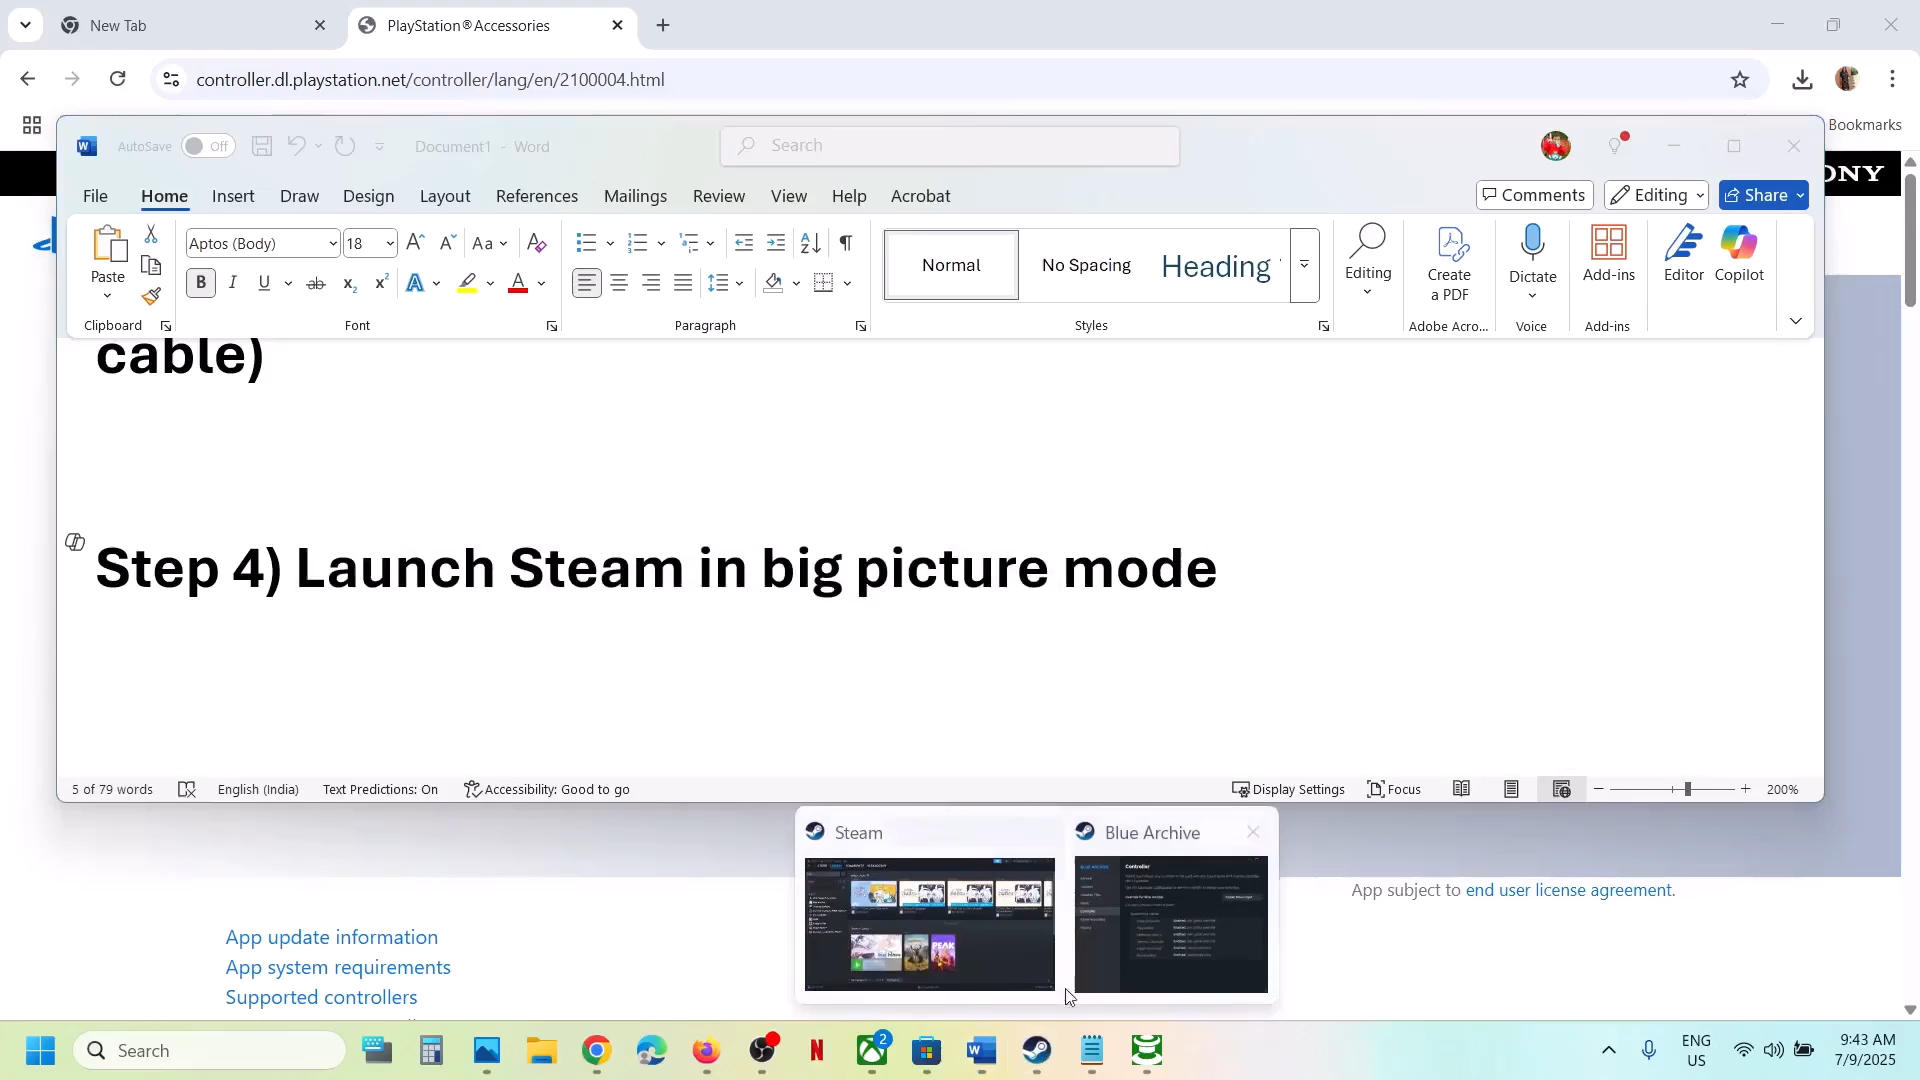 New Tab
PlayStation®Accessories
controller.dl.playstation.net/controller/lang/en/2100004.html
Bookmarks
AutoSave
Off
Document1 - Word
Search
ONY
File
Home
Insert
Draw
Design
Layout
References
Mailings
Review
View
Help
Acrobat
Comments
Editing
Share
Paste
Aptos (Body)
18
Normal
No Spacing
Heading
Editing
Create
a PDF
Dictate
Add-ins
Editor
Copilot
Clipboard
Font
Paragraph
Styles
Adobe Acro...
Voice
Add-ins
cable)
Step 4) Launch Steam in big picture mode
5 of 79 words
English (India)
Text Predictions: On
Accessibility: Good to go
Display Settings
Focus
200%
Steam
Blue Archive
App subject to end user license agreement.
App update information
App system requirements
Supported controllers
Search
2
ENG
US
9:43 AM
7/9/2025